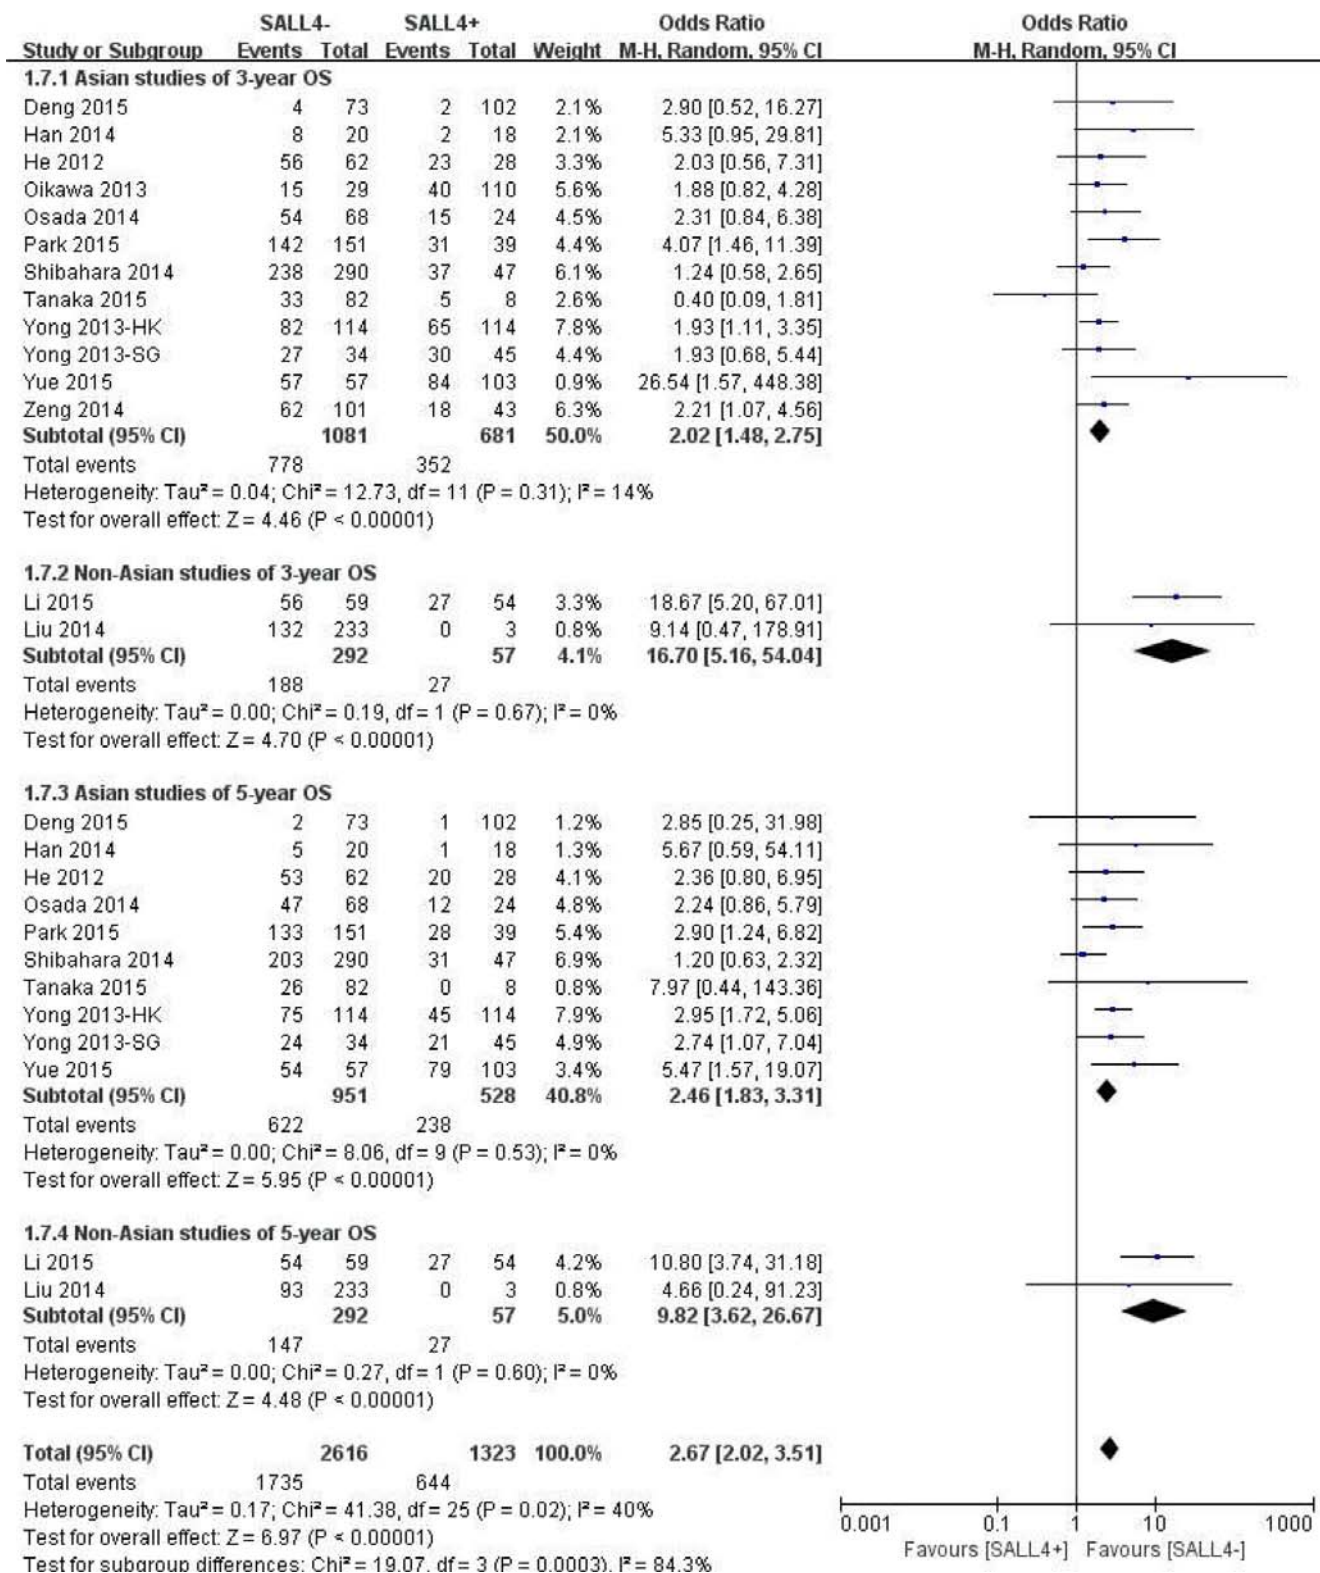 SALL4- SALL4+ Odds Ratio Odds Ratio
Study or Subgroup Events Total Events Total Weight M-H, Random, 95% CI M-H, Random, 95% CI
1.7.1 Asian studies of 3-year OS
Deng 2015 4 73 2 102 2.1% 2.90 [0.52, 16.27]
Han 2014 8 20 2 18 2.1% 5.33 [0.95, 29.81]
He 2012 56 62 23 28 3.3% 2.03 [0.56, 7.31]
Oikawa 2013 15 29 40 110 5.6% 1.88 [0.82, 4.28]
Osada 2014 54 68 15 24 4.5% 2.31 [0.84, 6.38]
Park 2015 142 151 31 39 4.4% 4.07 [1.46, 11.39]
Shibahara 2014 238 290 37 47 6.1% 1.24 [0.58, 2.65]
Tanaka 2015 33 82 5 8 2.6% 0.40 [0.09, 1.81]
Yong 2013-HK 82 114 65 114 7.8% 1.93 [1.11, 3.35]
Yong 2013-SG 27 34 30 45 4.4% 1.93 [0.68, 5.44]
Yue 2015 57 57 84 103 0.9% 26.54 [1.57, 448.38]
Zeng 2014 62 101 18 43 6.3% 2.21 [1.07, 4.56]
Subtotal (95% CI) 1081 681 50.0% 2.02 [1.48, 2.75]
Total events 778 352
Heterogeneity: Tau² = 0.04; Chi² = 12.73, df = 11 (P = 0.31); I² = 14%
Test for overall effect: Z = 4.46 (P < 0.00001)
1.7.2 Non-Asian studies of 3-year OS
Li 2015 56 59 27 54 3.3% 18.67 [5.20, 67.01]
Liu 2014 132 233 0 3 0.8% 9.14 [0.47, 178.91]
Subtotal (95% CI) 292 57 4.1% 16.70 [5.16, 54.04]
Total events 188 27
Heterogeneity: Tau² = 0.00; Chi² = 0.19, df = 1 (P = 0.67); I² = 0%
Test for overall effect: Z = 4.70 (P < 0.00001)
1.7.3 Asian studies of 5-year OS
Deng 2015 2 73 1 102 1.2% 2.85 [0.25, 31.98]
Han 2014 5 20 1 18 1.3% 5.67 [0.59, 54.11]
He 2012 53 62 20 28 4.1% 2.36 [0.80, 6.95]
Osada 2014 47 68 12 24 4.8% 2.24 [0.86, 5.79]
Park 2015 133 151 28 39 5.4% 2.90 [1.24, 6.82]
Shibahara 2014 203 290 31 47 6.9% 1.20 [0.63, 2.32]
Tanaka 2015 26 82 0 8 0.8% 7.97 [0.44, 143.36]
Yong 2013-HK 75 114 45 114 7.9% 2.95 [1.72, 5.06]
Yong 2013-SG 24 34 21 45 4.9% 2.74 [1.07, 7.04]
Yue 2015 54 57 79 103 3.4% 5.47 [1.57, 19.07]
Subtotal (95% CI) 951 528 40.8% 2.46 [1.83, 3.31]
Total events 622 238
Heterogeneity: Tau² = 0.00; Chi² = 8.06, df = 9 (P = 0.53); I² = 0%
Test for overall effect: Z = 5.95 (P < 0.00001)
1.7.4 Non-Asian studies of 5-year OS
Li 2015 54 59 27 54 4.2% 10.80 [3.74, 31.18]
Liu 2014 93 233 0 3 0.8% 4.66 [0.24, 91.23]
Subtotal (95% CI) 292 57 5.0% 9.82 [3.62, 26.67]
Total events 147 27
Heterogeneity: Tau² = 0.00; Chi² = 0.27, df = 1 (P = 0.60); I² = 0%
Test for overall effect: Z = 4.48 (P < 0.00001)
Total (95% CI) 2616 1323 100.0% 2.67 [2.02, 3.51]
Total events 1735 644
Heterogeneity: Tau² = 0.17; Chi² = 41.38, df = 25 (P = 0.02); I² = 40%
Test for overall effect: Z = 6.97 (P < 0.00001)
Test for subgroup differences: Chi² = 19.07, df = 3 (P = 0.0003), I² = 84.3%
0.001 0.1 1 10 1000
Favours [SALL4+] Favours [SALL4-]